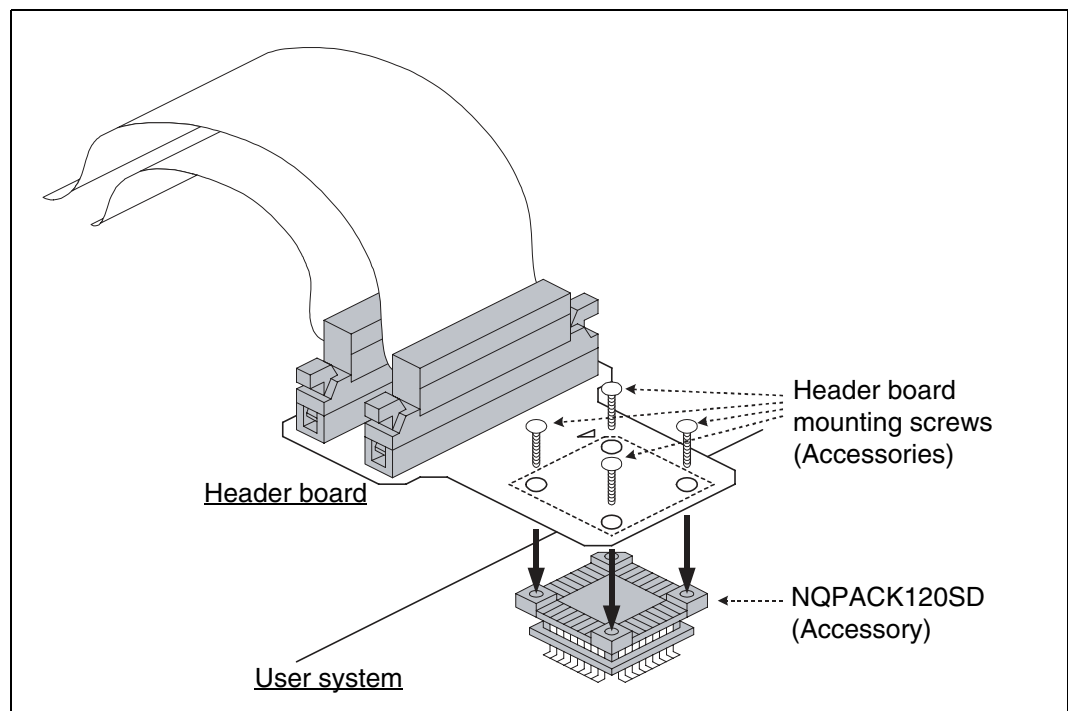 Header board
mounting screws
(Accessories)
Header board
NQPACK120SD
(Accessory)
User system